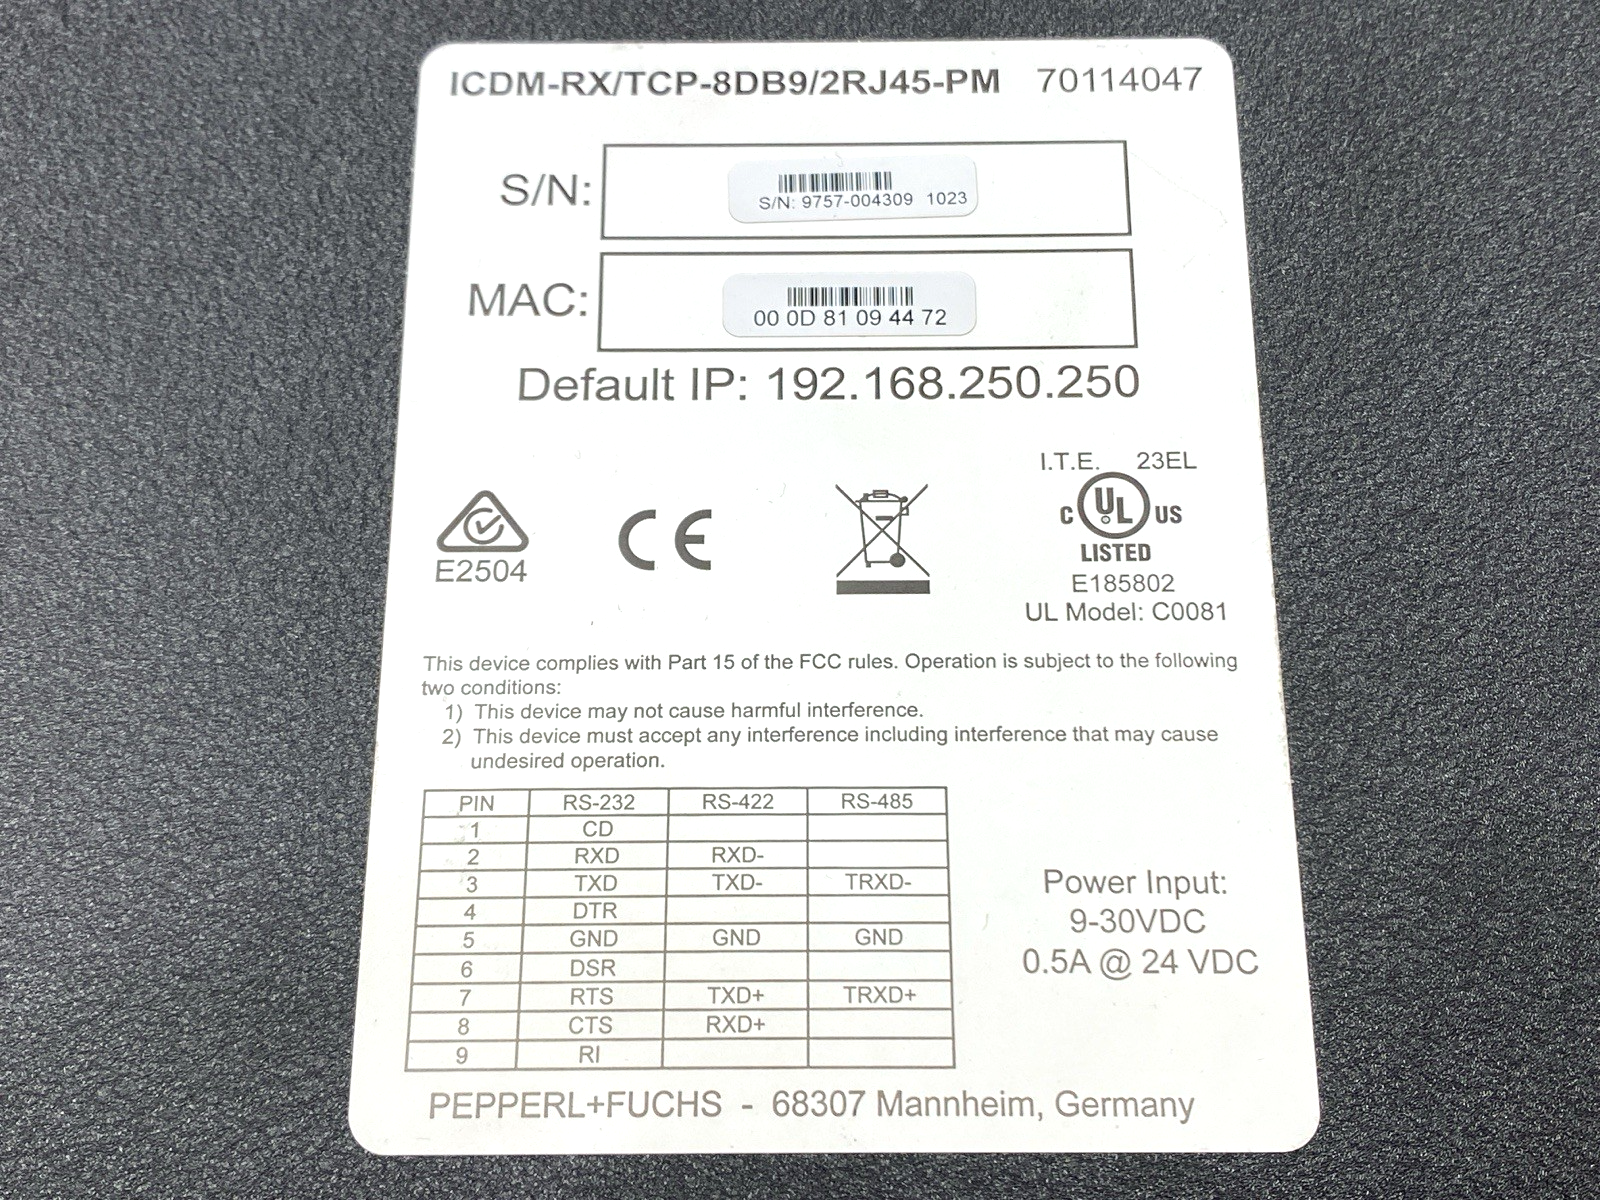 ICDM-RX/TCP-8DB9/2RJ45-PM 70114047
S/N:
S/N: 9757-004309 1023
MAC:
00 0D 81 09 44 72
Default IP: 192.168.250.250
E2504
CE
I.T.E. 23EL
C UL US
LISTED
E185802
UL Model: C0081
This device complies with Part 15 of the FCC rules. Operation is subject to the following
two conditions:
1) This device may not cause harmful interference.
2) This device must accept any interference including interference that may cause
undesired operation.
PIN RS-232 RS-422 RS-485
1 CD
2 RXD RXD-
3 TXD TXD- TRXD-
4 DTR
5 GND GND GND
6 DSR
7 RTS TXD+ TRXD+
8 CTS RXD+
9 RI
Power Input:
9-30VDC
0.5A @ 24 VDC
PEPPERL+FUCHS - 68307 Mannheim, Germany